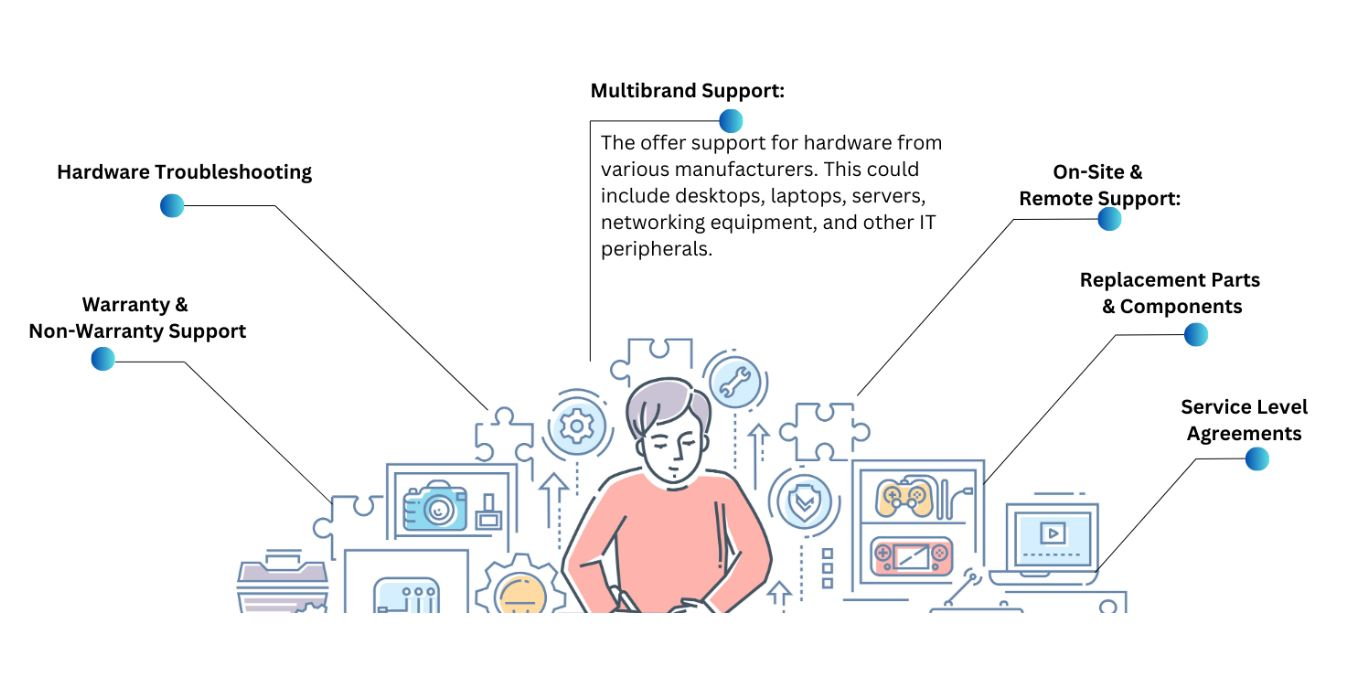 Multibrand Support:
The offer support for hardware from
various manufacturers. This could
include desktops, laptops, servers,
networking equipment, and other IT
peripherals.
Hardware Troubleshooting
Warranty &
Non-Warranty Support
On-Site &
Remote Support:
Replacement Parts
& Components
Service Level
Agreements